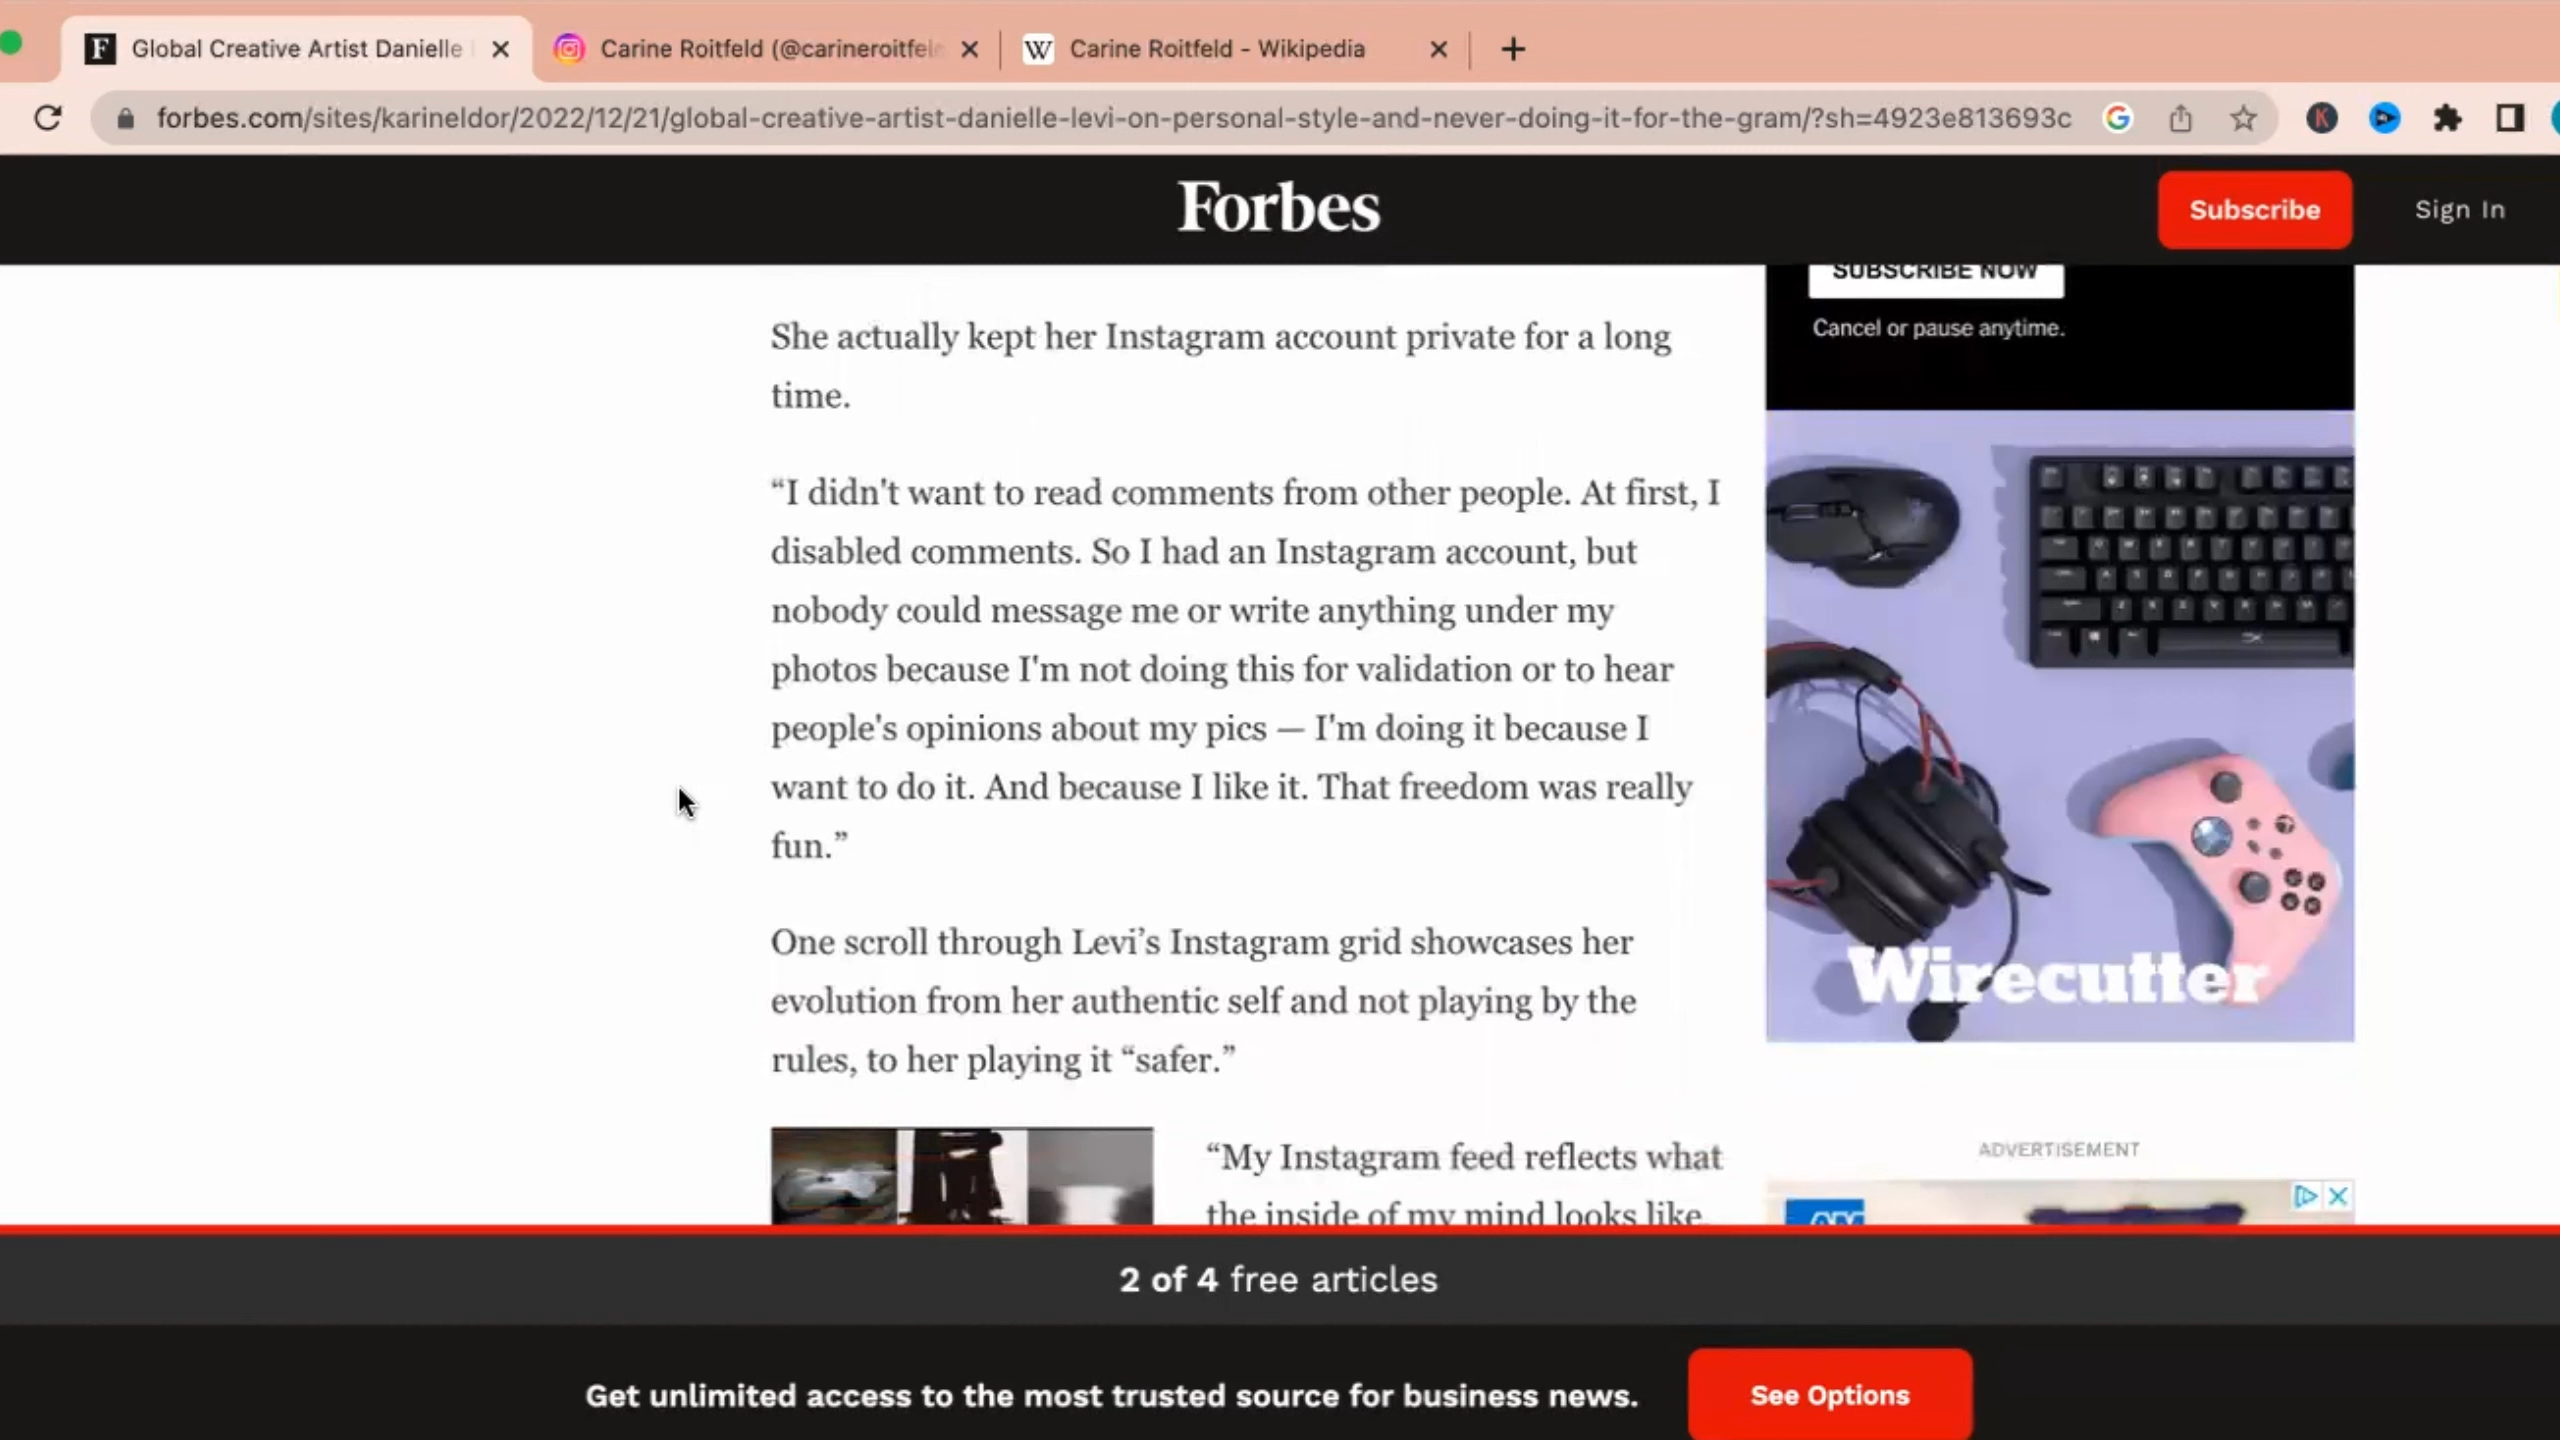 Global Creative Artist Danielle
Carine Roitfeld (@carineroitfel
Carine Roitfeld - Wikipedia
forbes.com/sites/karineldor/2022/12/21/global-creative-artist-danielle-levi-on-personal-style-and-never-doing-it-for-the-gram/?sh=4923e813693c
Forbes
Subscribe
Sign In
SUBSCRIBE NOW
Cancel or pause anytime.
She actually kept her Instagram account private for a long
time.
“I didn't want to read comments from other people. At first, I
disabled comments. So I had an Instagram account, but
nobody could message me or write anything under my
photos because I'm not doing this for validation or to hear
people's opinions about my pics — I'm doing it because I
want to do it. And because I like it. That freedom was really
fun.”
One scroll through Levi’s Instagram grid showcases her
evolution from her authentic self and not playing by the
rules, to her playing it “safer.”
“My Instagram feed reflects what
the inside of my mind looks like.
Wirecutter
ADVERTISEMENT
2 of 4 free articles
Get unlimited access to the most trusted source for business news.
See Options